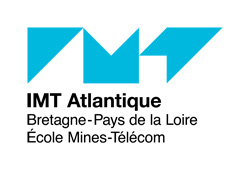 IMT Atlantique
Bretagne-Pays de la Loire
École Mines-Télécom